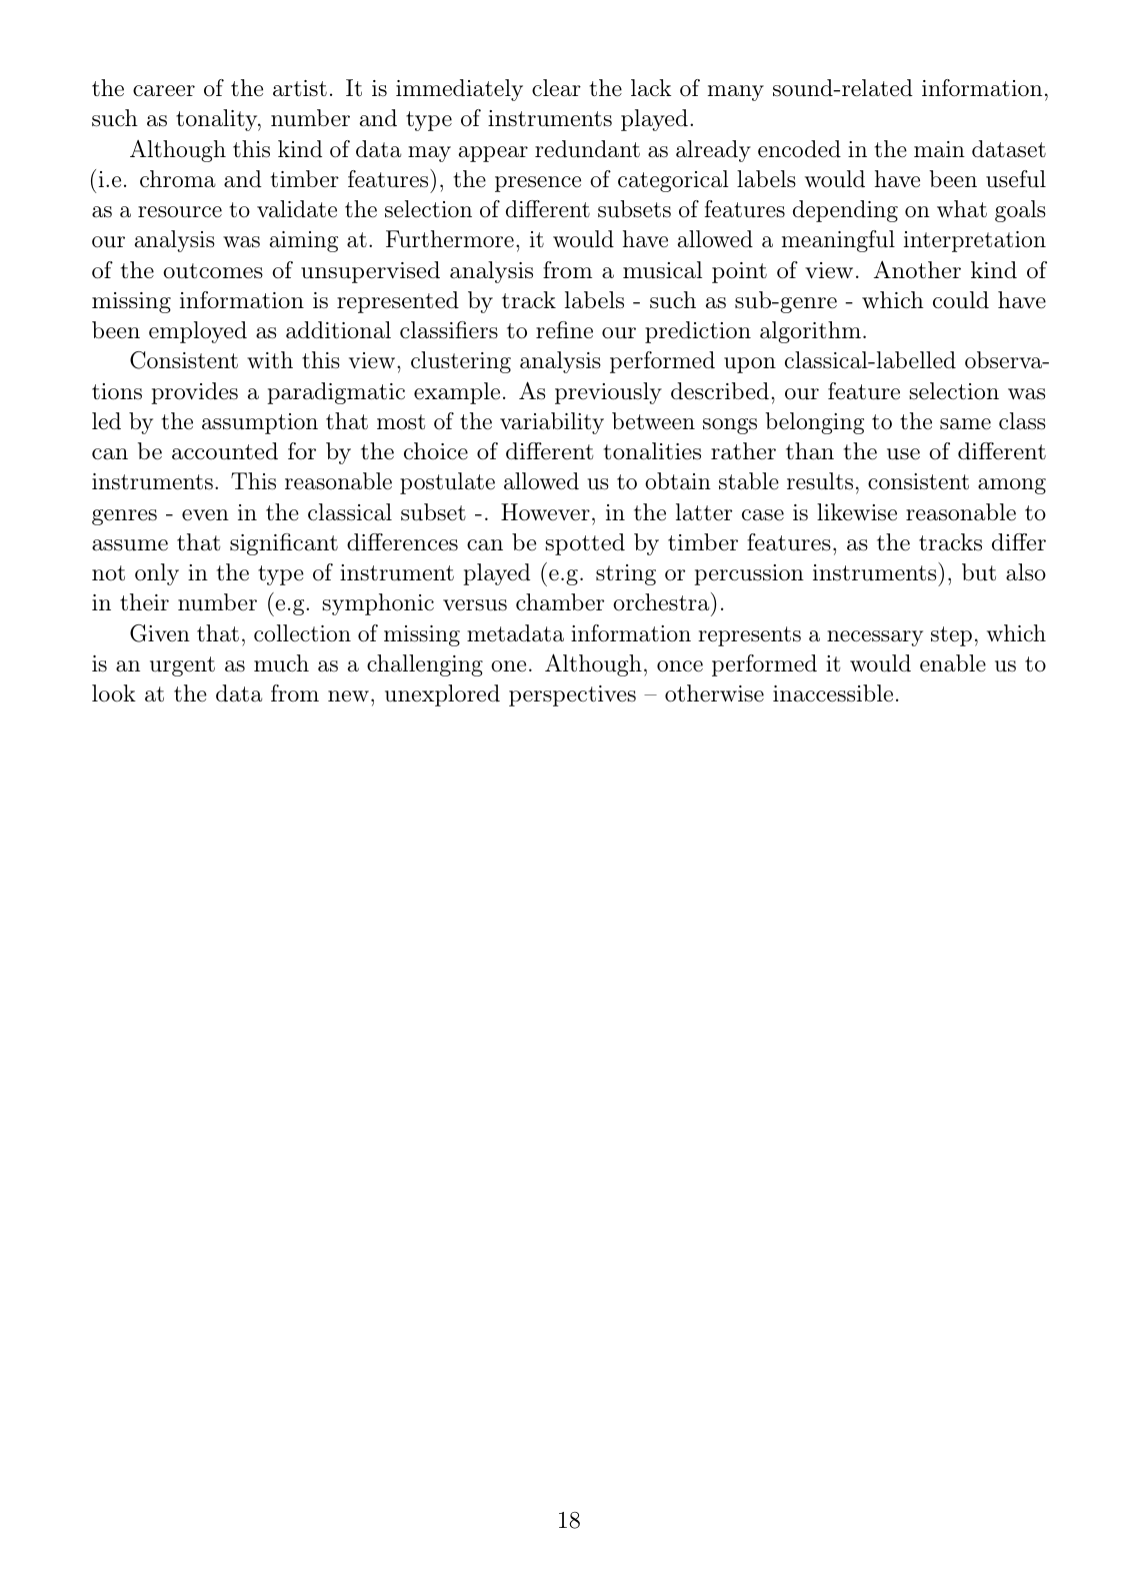 the career of the artist. It is immediately clear the lack of many sound-related information,
such as tonality, number and type of instruments played.
Although this kind of data may appear redundant as already encoded in the main dataset
(i.e. chroma and timber features), the presence of categorical labels would have been useful
as a resource to validate the selection of different subsets of features depending on what goals
our analysis was aiming at. Furthermore, it would have allowed a meaningful interpretation
of the outcomes of unsupervised analysis from a musical point of view. Another kind of
missing information is represented by track labels - such as sub-genre - which could have
been employed as additional classifiers to refine our prediction algorithm.
Consistent with this view, clustering analysis performed upon classical-labelled observa-
tions provides a paradigmatic example. As previously described, our feature selection was
led by the assumption that most of the variability between songs belonging to the same class
can be accounted for by the choice of different tonalities rather than the use of different
instruments. This reasonable postulate allowed us to obtain stable results, consistent among
genres - even in the classical subset -. However, in the latter case is likewise reasonable to
assume that significant differences can be spotted by timber features, as the tracks differ
not only in the type of instrument played (e.g. string or percussion instruments), but also
in their number (e.g. symphonic versus chamber orchestra).
Given that, collection of missing metadata information represents a necessary step, which
is an urgent as much as a challenging one. Although, once performed it would enable us to
look at the data from new, unexplored perspectives – otherwise inaccessible.
18